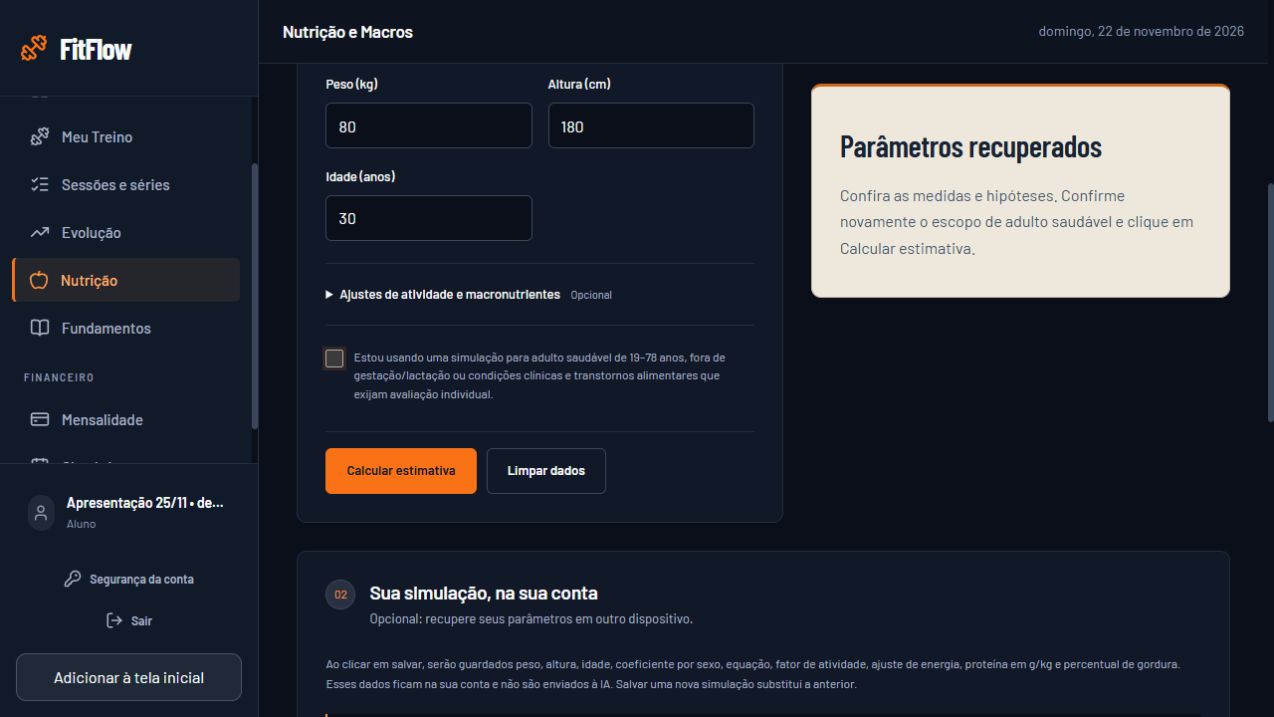 FitFlow
Meu Treino
Sessões e séries
Evolução
Nutrição
Fundamentos
FINANCEIRO
Mensalidade
Apresentação 25/11 • de...
Aluno
Segurança da conta
Sair
Adicionar à tela inicial
Nutrição e Macros
domingo, 22 de novembro de 2026
Peso (kg)
Altura (cm)
80
180
Idade (anos)
30
Ajustes de atividade e macronutrientes Opcional
Estou usando uma simulação para adulto saudável de 19–78 anos, fora de
gestação/lactação ou condições clínicas e transtornos alimentares que
exijam avaliação individual.
Calcular estimativa
Limpar dados
Parâmetros recuperados
Confira as medidas e hipóteses. Confirme
novamente o escopo de adulto saudável e clique em
Calcular estimativa.
02
Sua simulação, na sua conta
Opcional: recupere seus parâmetros em outro dispositivo.
Ao clicar em salvar, serão guardados peso, altura, idade, coeficiente por sexo, equação, fator de atividade, ajuste de energia, proteína em g/kg e percentual de gordura.
Esses dados ficam na sua conta e não são enviados à IA. Salvar uma nova simulação substitui a anterior.